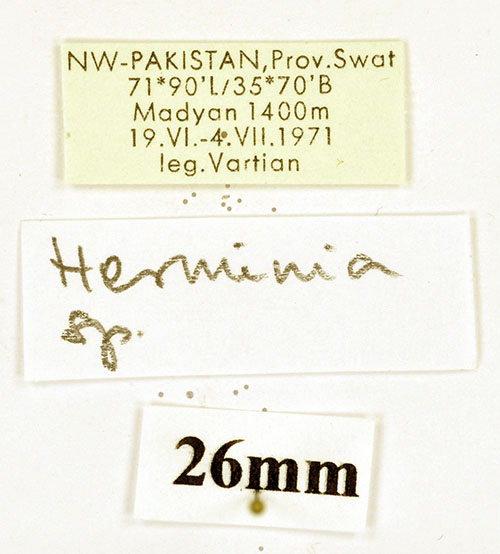 NW-PAKISTAN,Prov.Swat
71*90'L/35*70'B
Madyan 1400m
19.VI.-4.VII.1971
leg.Vartian
Herminia
sp.
26mm